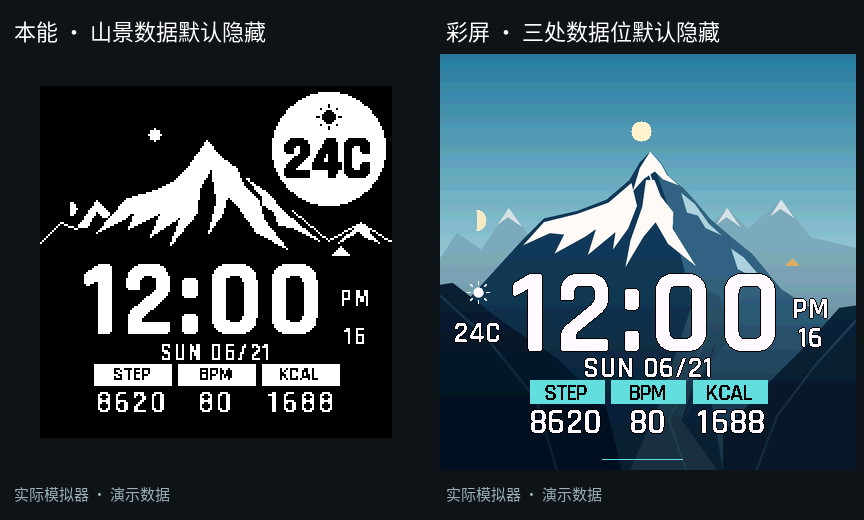 本能 · 山景数据默认隐藏
24C
12:00
PM
16
SUN 06/21
STEP BPM KCAL
8620 80 1688
实际模拟器 · 演示数据
彩屏 · 三处数据位默认隐藏
24C
12:00
PM
16
SUN 06/21
STEP BPM KCAL
8620 80 1688
实际模拟器 · 演示数据